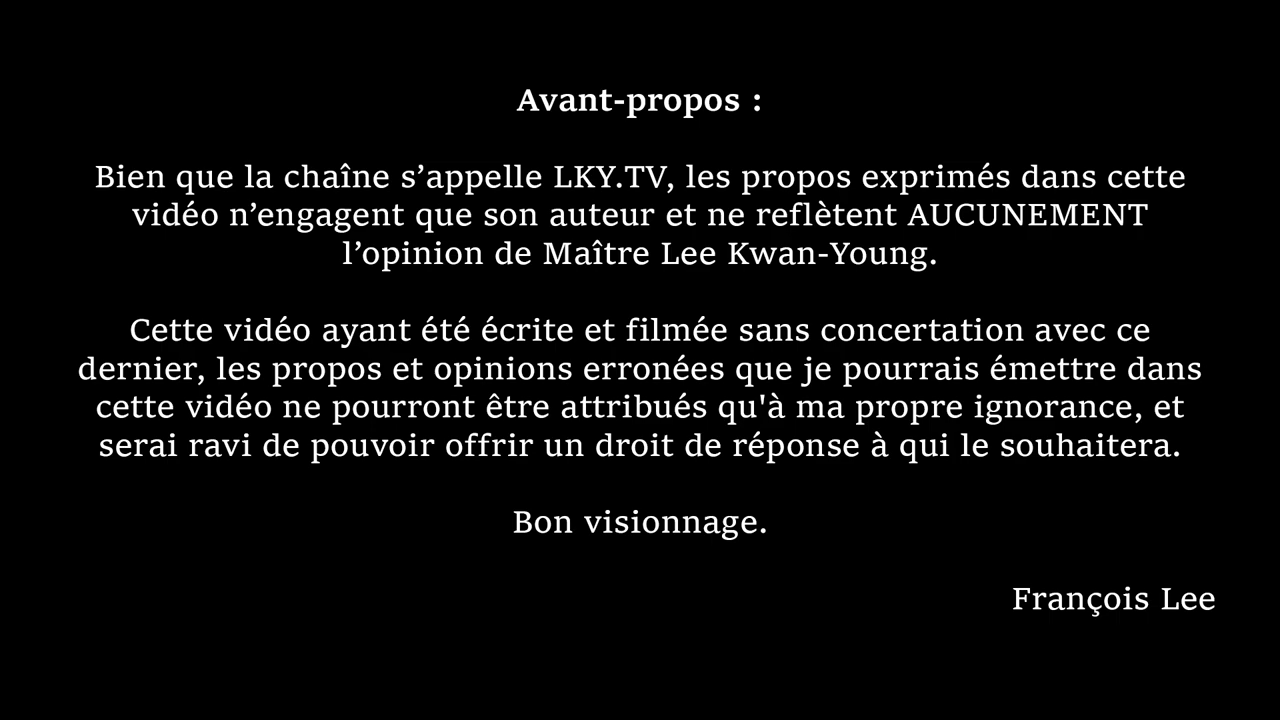 Avant-propos :
Bien que la chaîne s’appelle LKY.TV, les propos exprimés dans cette
vidéo n’engagent que son auteur et ne reflètent AUCUNEMENT
l’opinion de Maître Lee Kwan-Young.
Cette vidéo ayant été écrite et filmée sans concertation avec ce
dernier, les propos et opinions erronées que je pourrais émettre dans
cette vidéo ne pourront être attribués qu'à ma propre ignorance, et
serai ravi de pouvoir offrir un droit de réponse à qui le souhaitera.
Bon visionnage.
François Lee